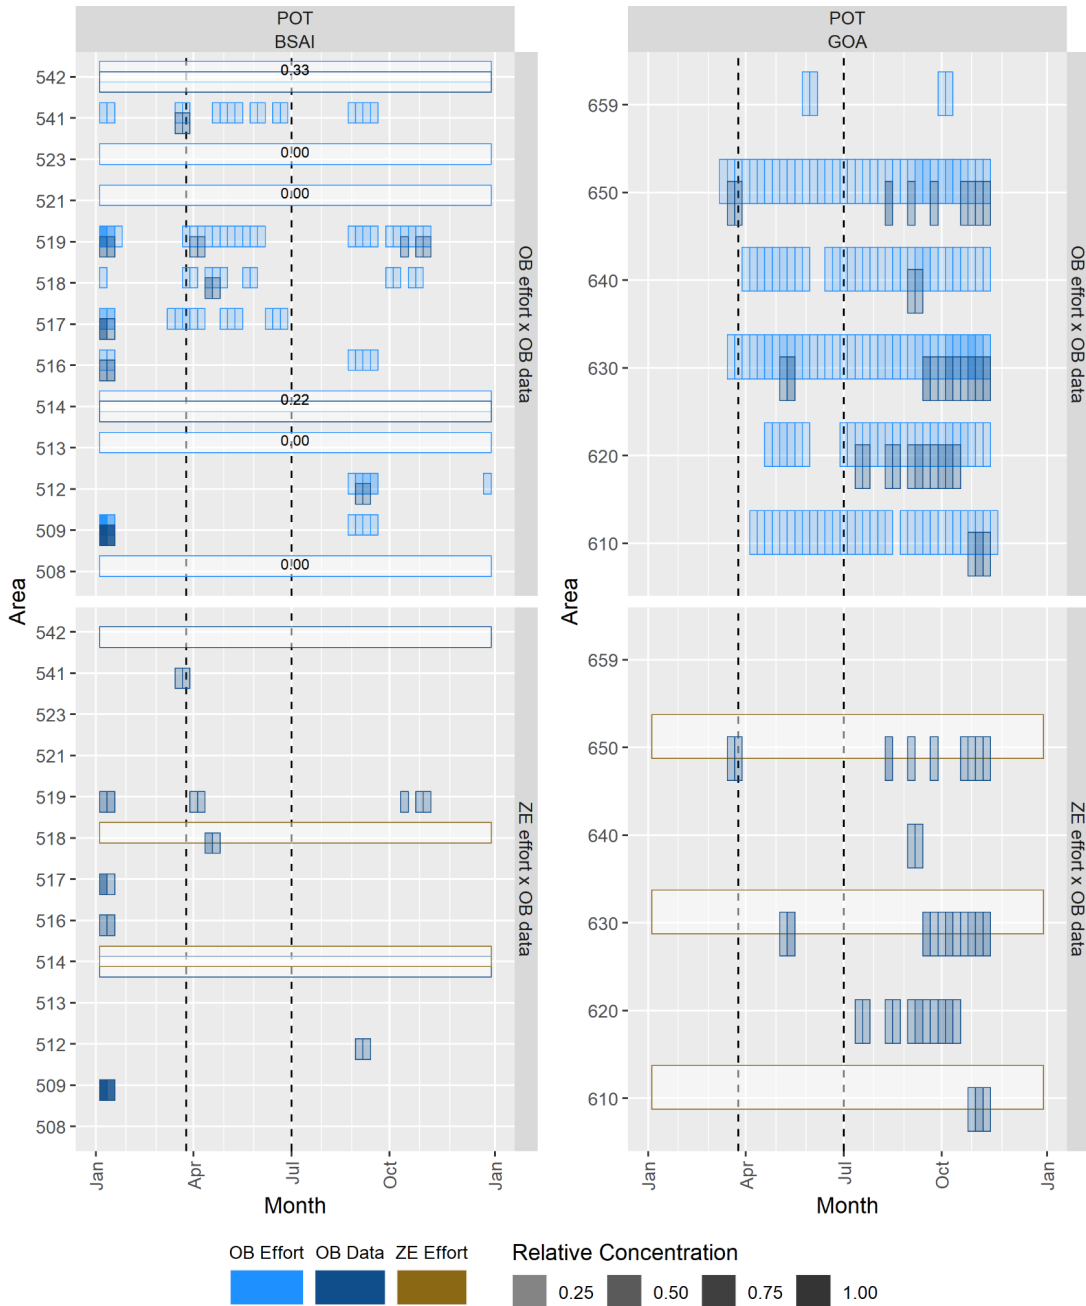 POT
BSAI
POT
GOA
542
541
523
521
519
518
517
516
514
513
512
509
508
0.33
0.00
0.00
0.22
0.00
0.00
659
650
640
630
620
610
OB effort x OB data
OB effort x OB data
Area
Area
542
541
523
521
519
518
517
516
514
513
512
509
508
659
650
640
630
620
610
ZE effort x OB data
ZE effort x OB data
Jan
Apr
Jul
Oct
Jan
Jan
Apr
Jul
Oct
Jan
Month
Month
OB Effort OB Data ZE Effort
Relative Concentration
0.25 0.50 0.75 1.00